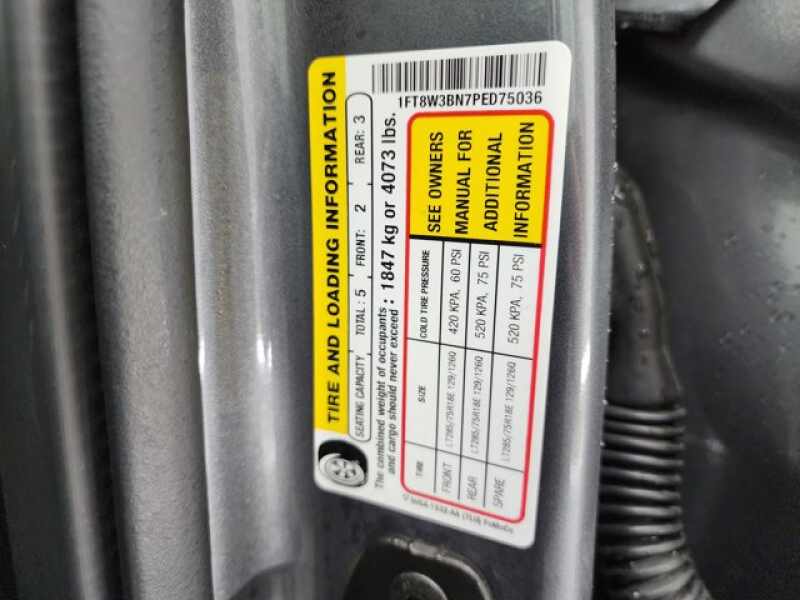 TIRE AND LOADING INFORMATION
SEATING CAPACITY TOTAL: 5 FRONT: 2 REAR: 3
The combined weight of occupants and cargo should never exceed: 1847 kg or 4073 lbs.
1FT8W3BN7PED75036
TIRE SIZE COLD TIRE PRESSURE
FRONT LT285/75R18E 129/126Q 420 KPA, 60 PSI
REAR LT285/75R18E 129/126Q 520 KPA, 75 PSI
SPARE LT285/75R18E 129/126Q 520 KPA, 75 PSI
SEE OWNERS
MANUAL FOR
ADDITIONAL
INFORMATION